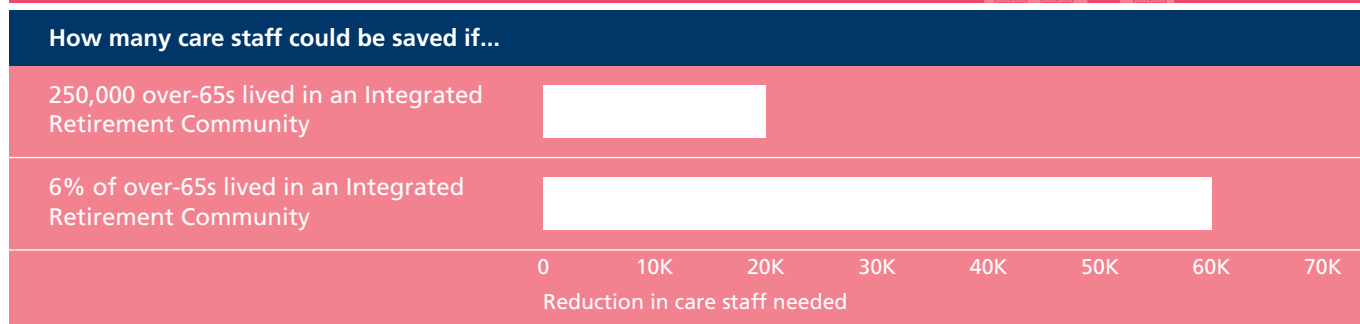 How many care staff could be saved if...
250,000 over-65s lived in an Integrated
Retirement Community
6% of over-65s lived in an Integrated
Retirement Community
0 10K 20K 30K 40K 50K 60K 70K
Reduction in care staff needed